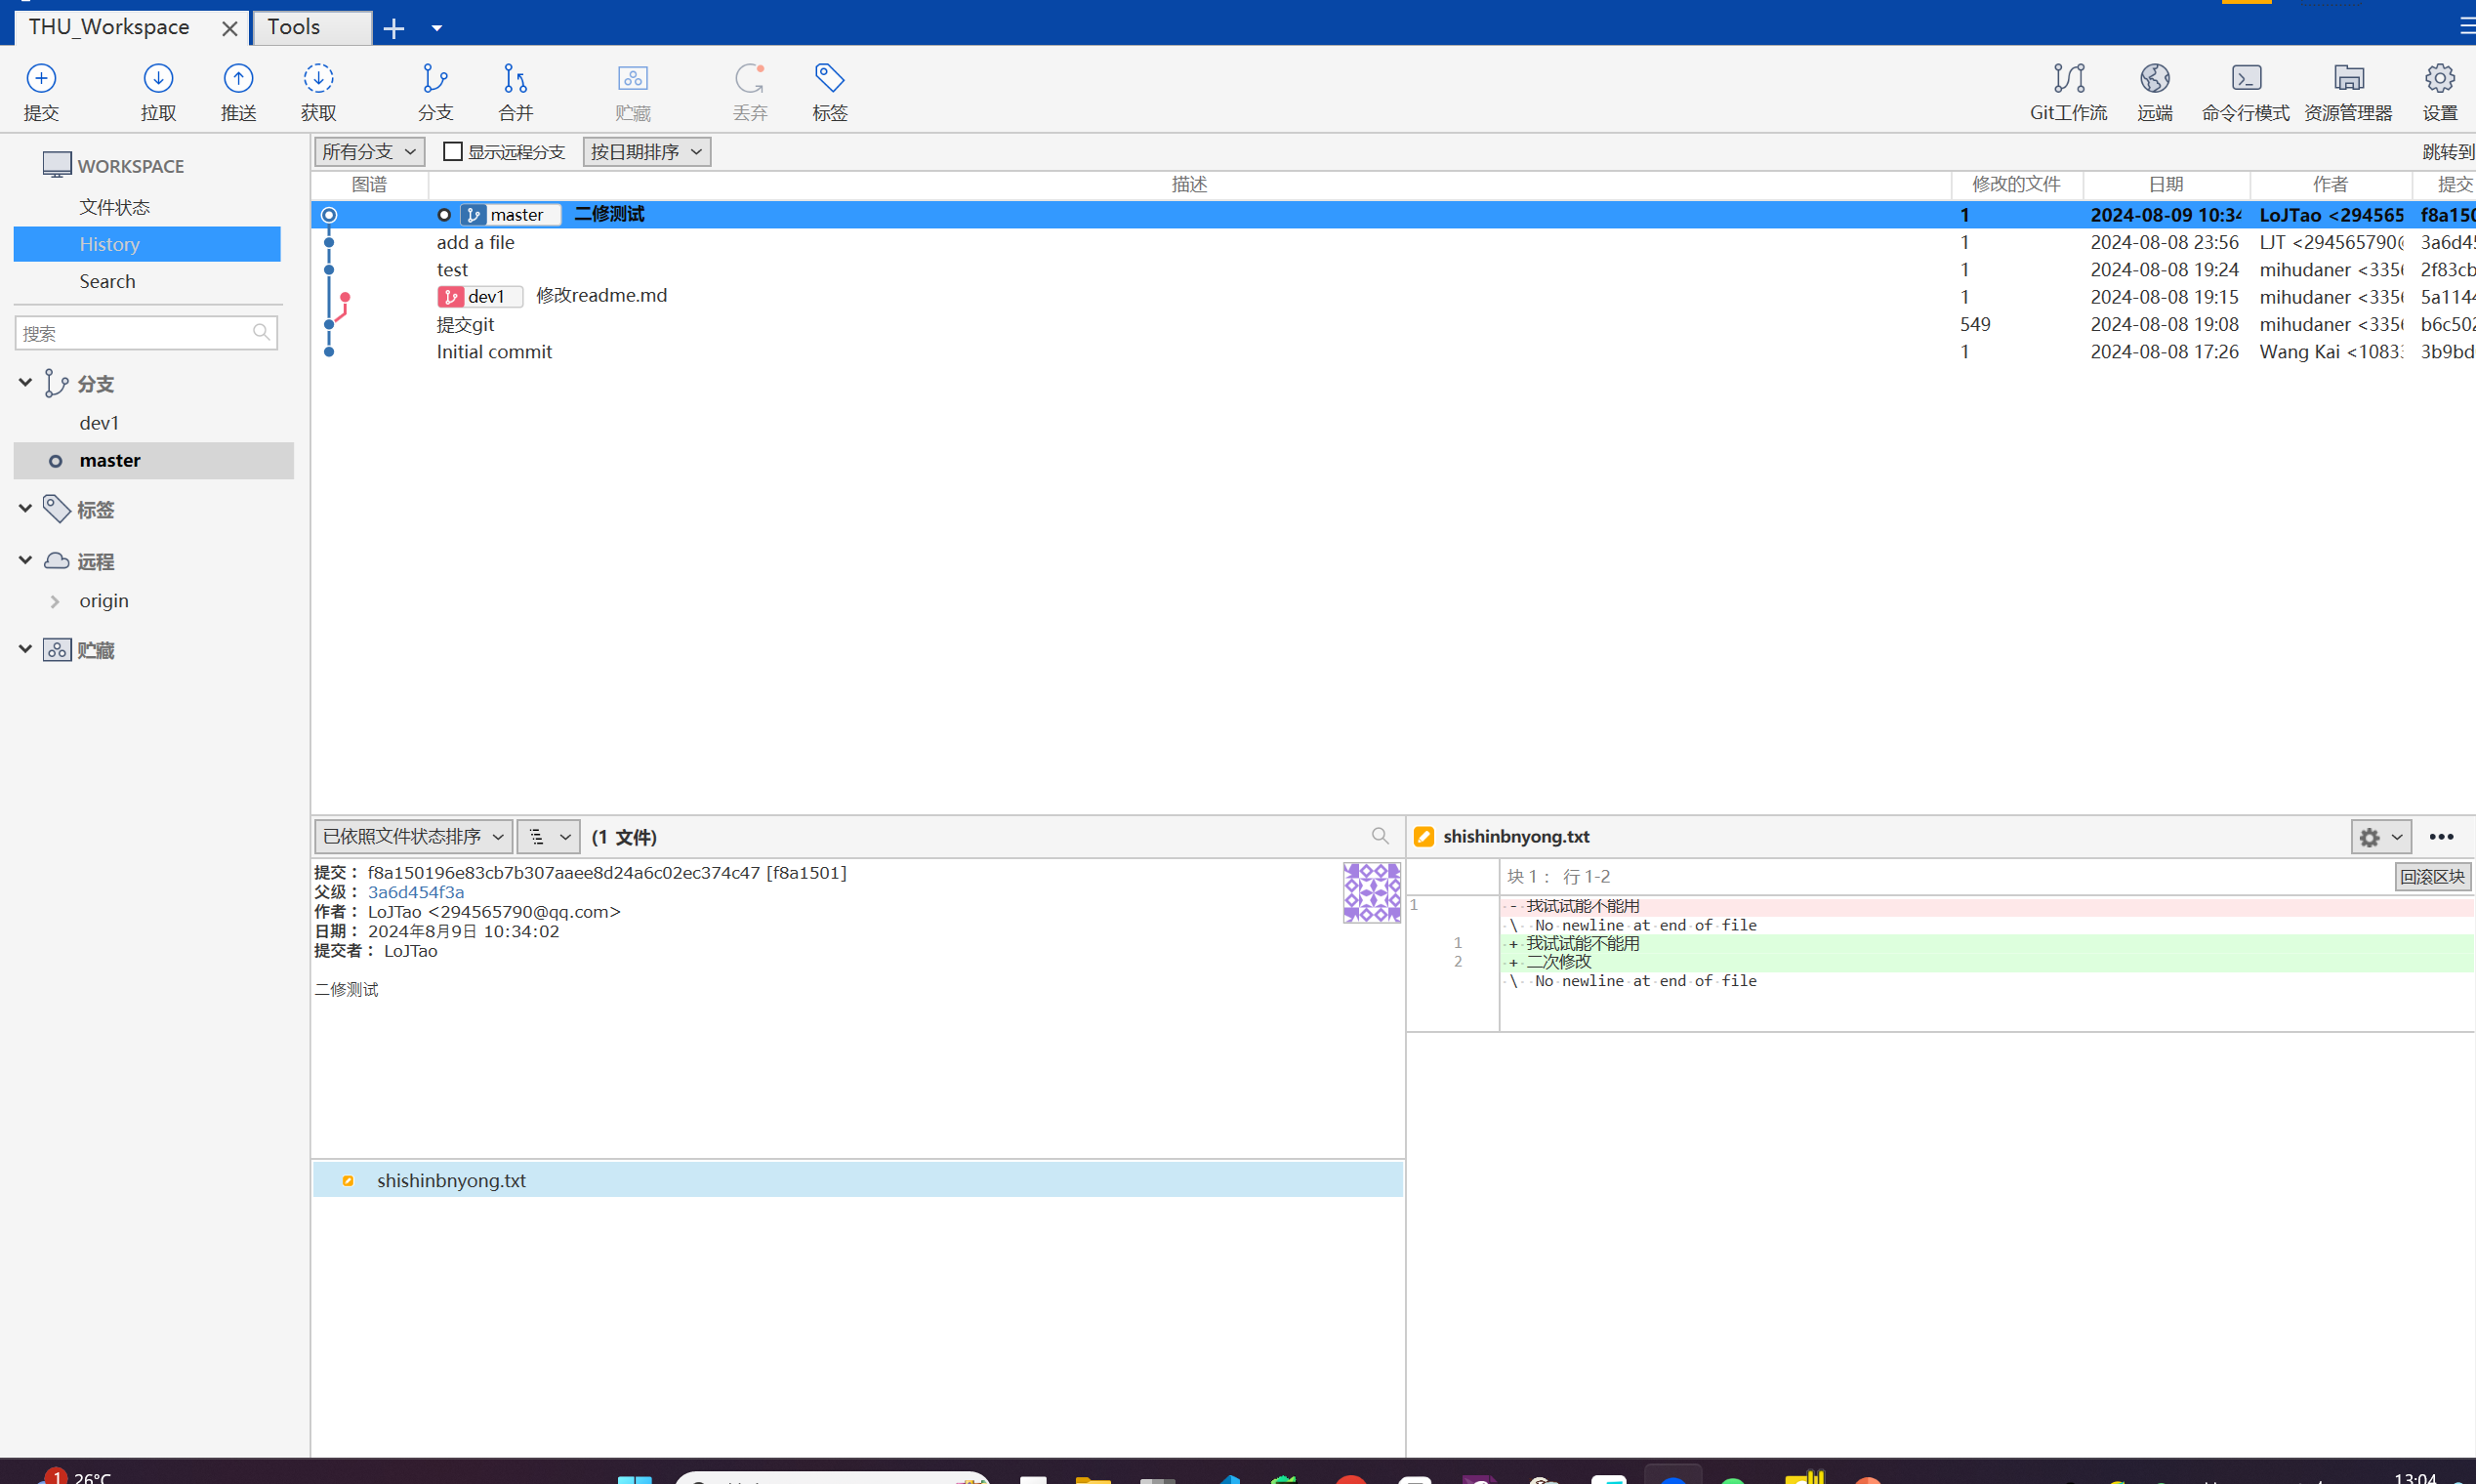 THU_Workspace Tools
提交 拉取 推送 获取 分支 合并 贮藏 丢弃 标签 Git工作流 远端 命令行模式 资源管理器 设置
WORKSPACE
文件状态
History
Search
搜索
分支
dev1
master
标签
远程
origin
贮藏
所有分支 显示远程分支 按日期排序 跳转到
图谱 描述 修改的文件 日期 作者 提交
master 二修测试 1 2024-08-09 10:34 LoJTao <294565 f8a150
add a file 1 2024-08-08 23:56 LJT <294565790@ 3a6d45
test 1 2024-08-08 19:24 mihudaner <3356 2f83cb
dev1 修改readme.md 1 2024-08-08 19:15 mihudaner <3356 5a1144
提交git 549 2024-08-08 19:08 mihudaner <3356 b6c502
Initial commit 1 2024-08-08 17:26 Wang Kai <1083 3b9bd
已依照文件状态排序 (1 文件)
提交： f8a150196e83cb7b307aaee8d24a6c02ec374c47 [f8a1501]
父级： 3a6d454f3a
作者： LoJTao <294565790@qq.com>
日期： 2024年8月9日 10:34:02
提交者： LoJTao
二修测试
shishinbnyong.txt
shishinbnyong.txt
块 1： 行 1-2 回滚区块
1 - 我试试能不能用
\ No newline at end of file
1 + 我试试能不能用
2 + 二次修改
\ No newline at end of file
1 26°C 13:04